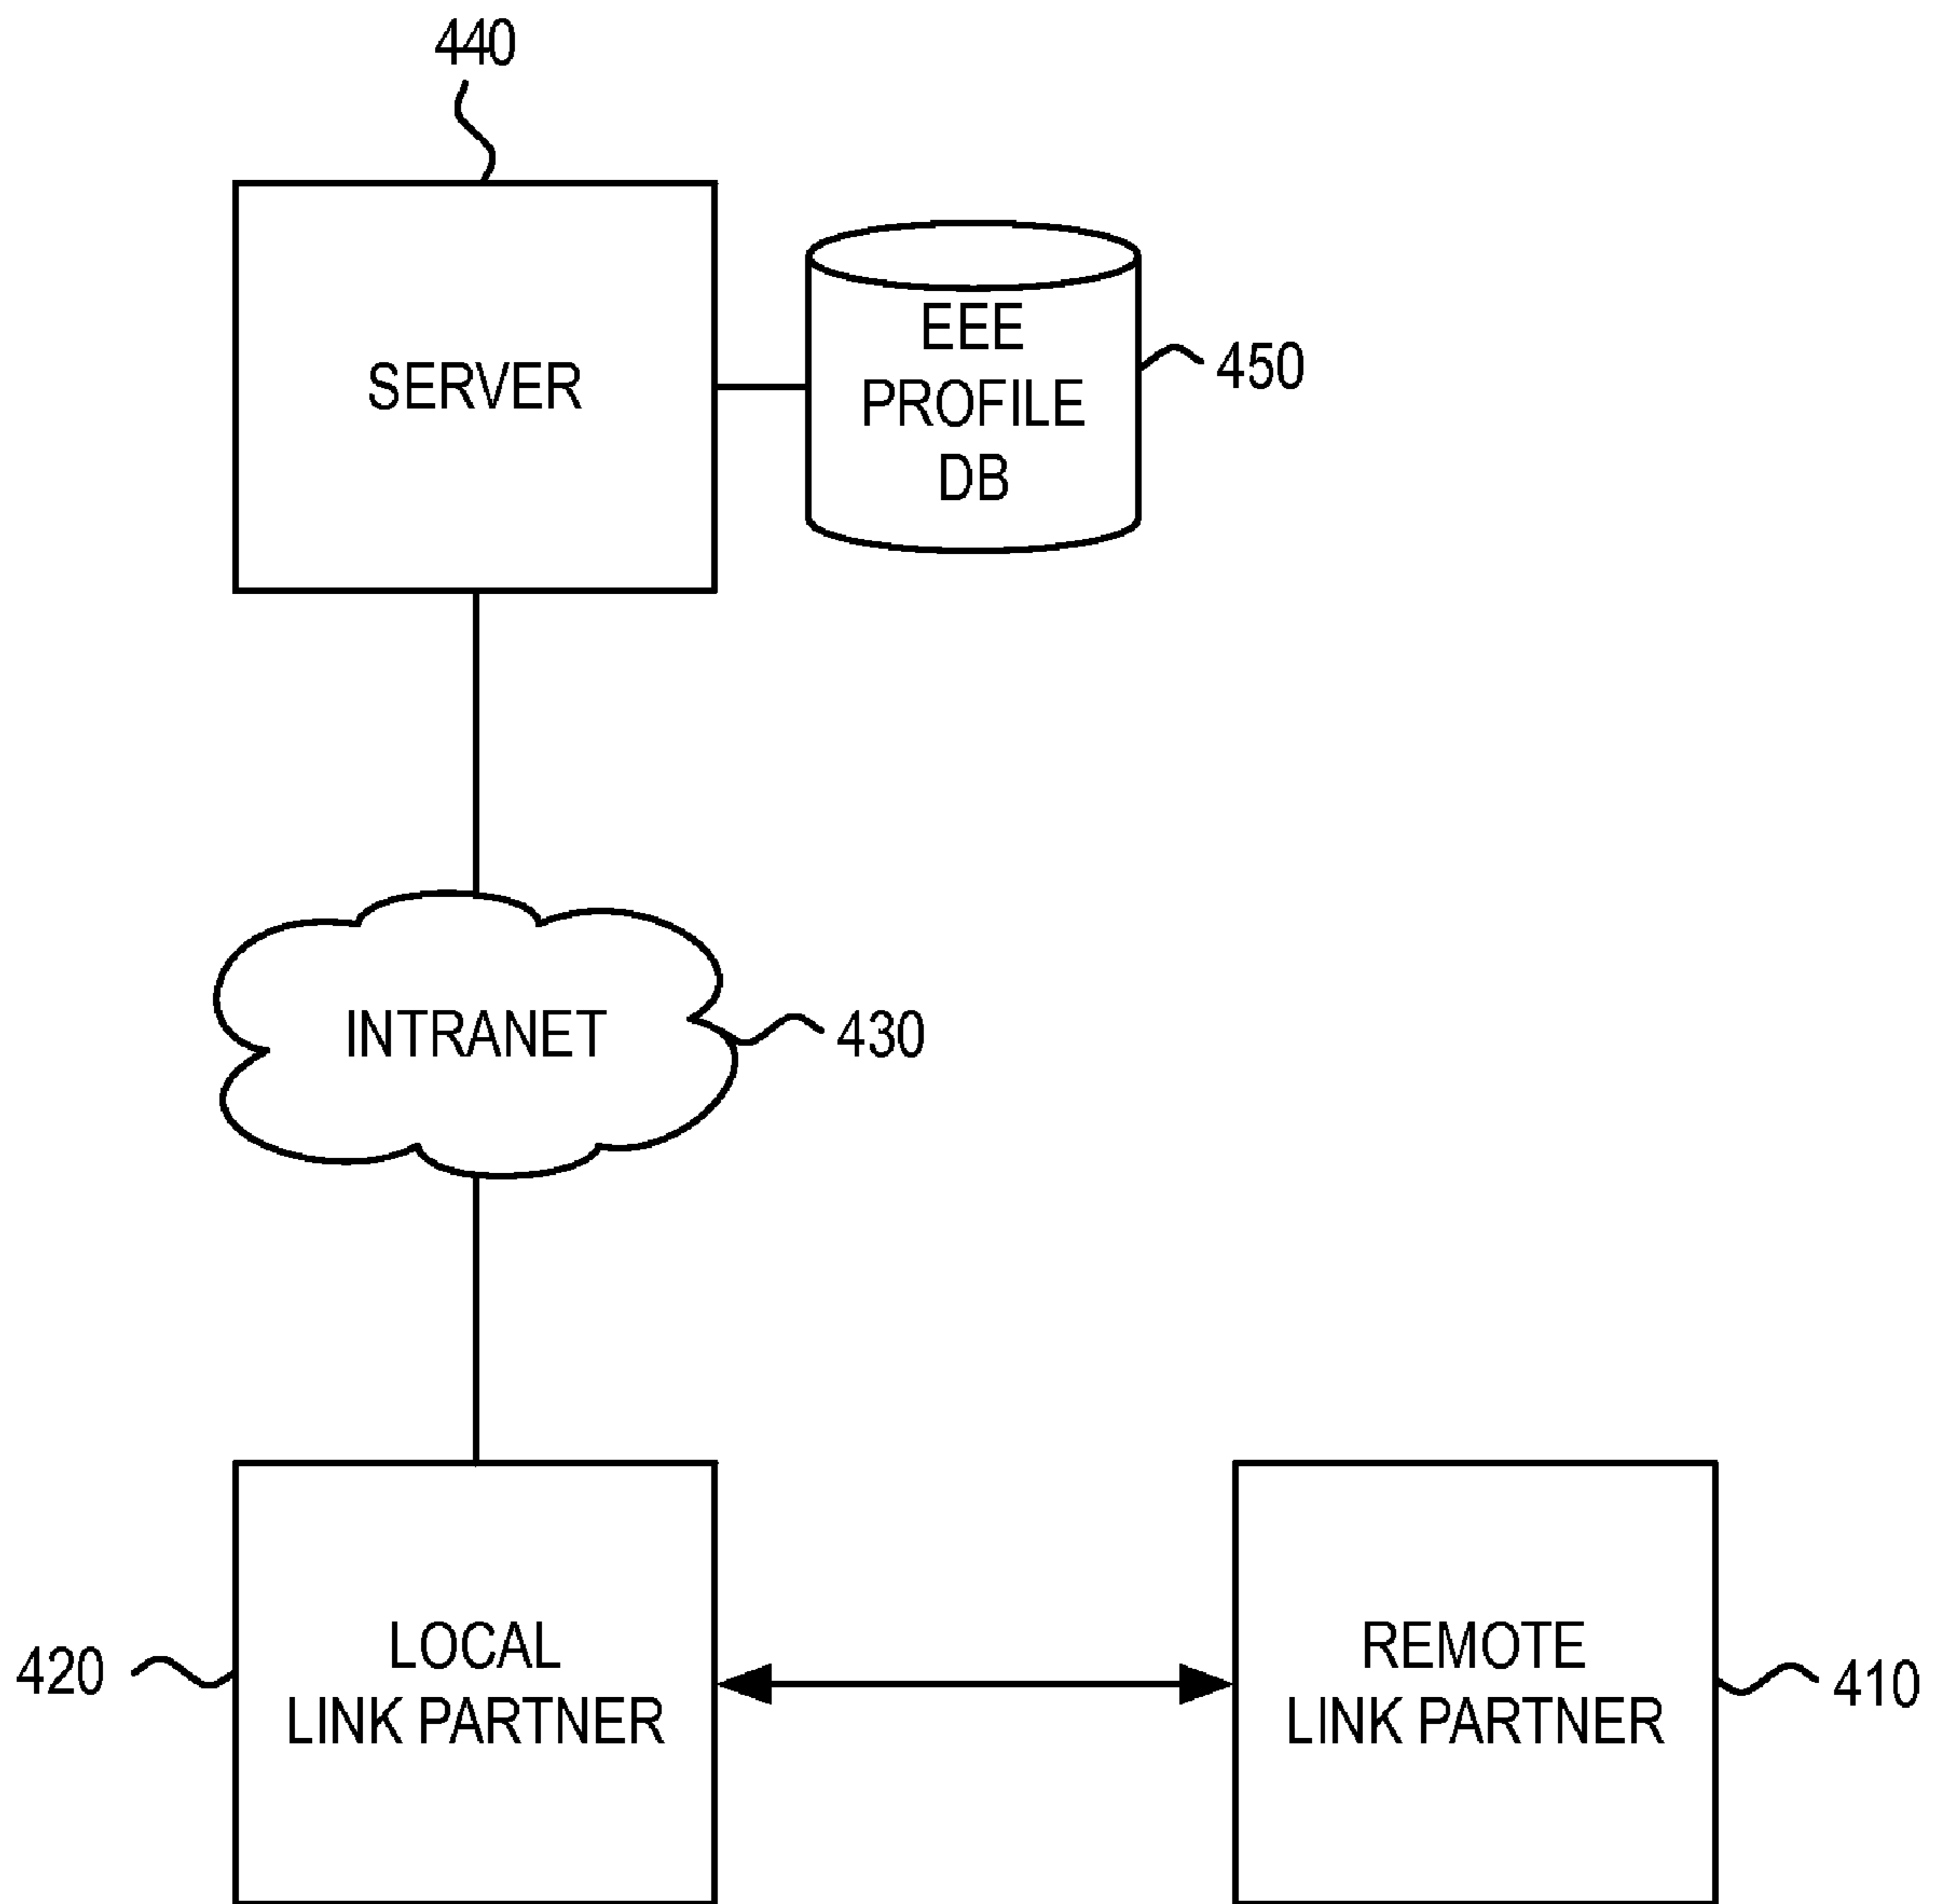 440
SERVER
EEE
PROFILE
DB
450
INTRANET
430
420
LOCAL
LINK PARTNER
REMOTE
LINK PARTNER
410